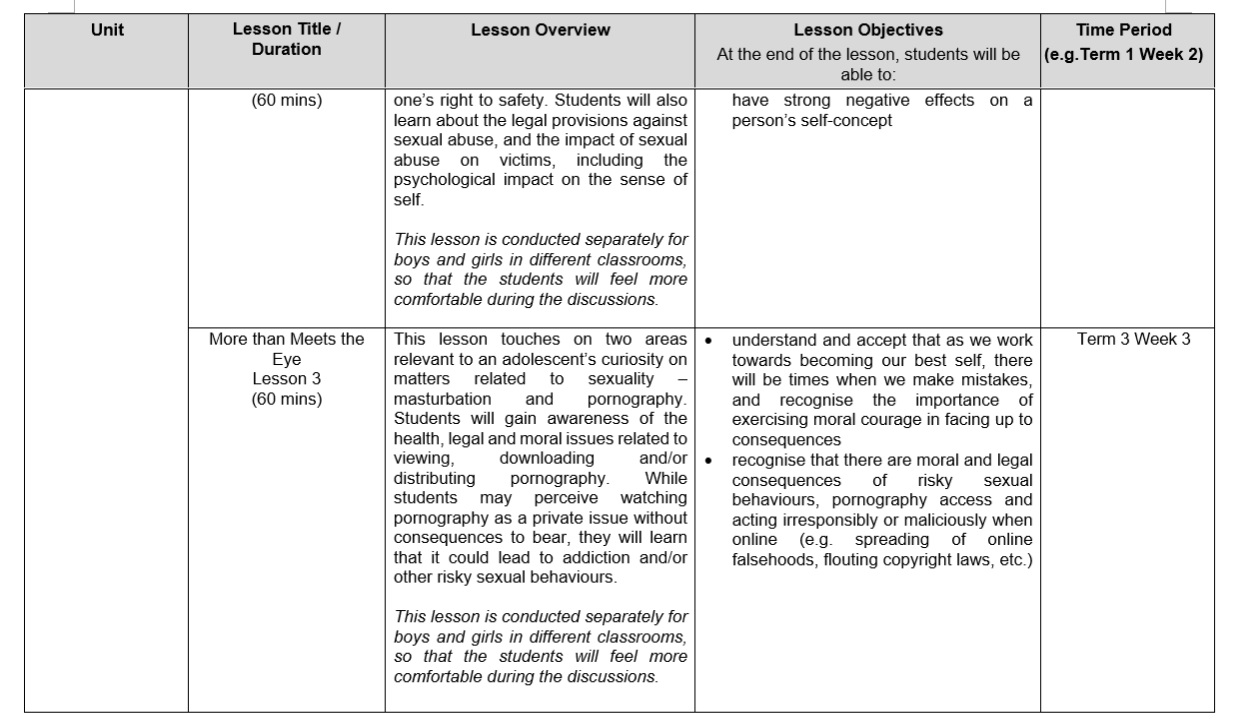 Unit
Lesson Title /
Duration
Lesson Overview
Lesson Objectives
At the end of the lesson, students will be
able to:
Time Period
(e.g.Term 1 Week 2)
(60 mins)
one's right to safety. Students will also
learn about the legal provisions against
sexual abuse, and the impact of sexual
abuse on victims, including the
psychological impact on the sense of
self.
This lesson is conducted separately for
boys and girls in different classrooms,
so that the students will feel more
comfortable during the discussions.
have strong negative effects on a
person's self-concept
More than Meets the
Eye
Lesson 3
(60 mins)
This lesson touches on two areas
relevant to an adolescent's curiosity on
matters related to sexuality –
masturbation and pornography.
Students will gain awareness of the
health, legal and moral issues related to
viewing, downloading and/or
distributing pornography. While
students may perceive watching
pornography as a private issue without
consequences to bear, they will learn
that it could lead to addiction and/or
other risky sexual behaviours.
This lesson is conducted separately for
boys and girls in different classrooms,
so that the students will feel more
comfortable during the discussions.
• understand and accept that as we work
towards becoming our best self, there
will be times when we make mistakes,
and recognise the importance of
exercising moral courage in facing up to
consequences
• recognise that there are moral and legal
consequences of risky sexual
behaviours, pornography access and
acting irresponsibly or maliciously when
online (e.g. spreading of online
falsehoods, flouting copyright laws, etc.)
Term 3 Week 3